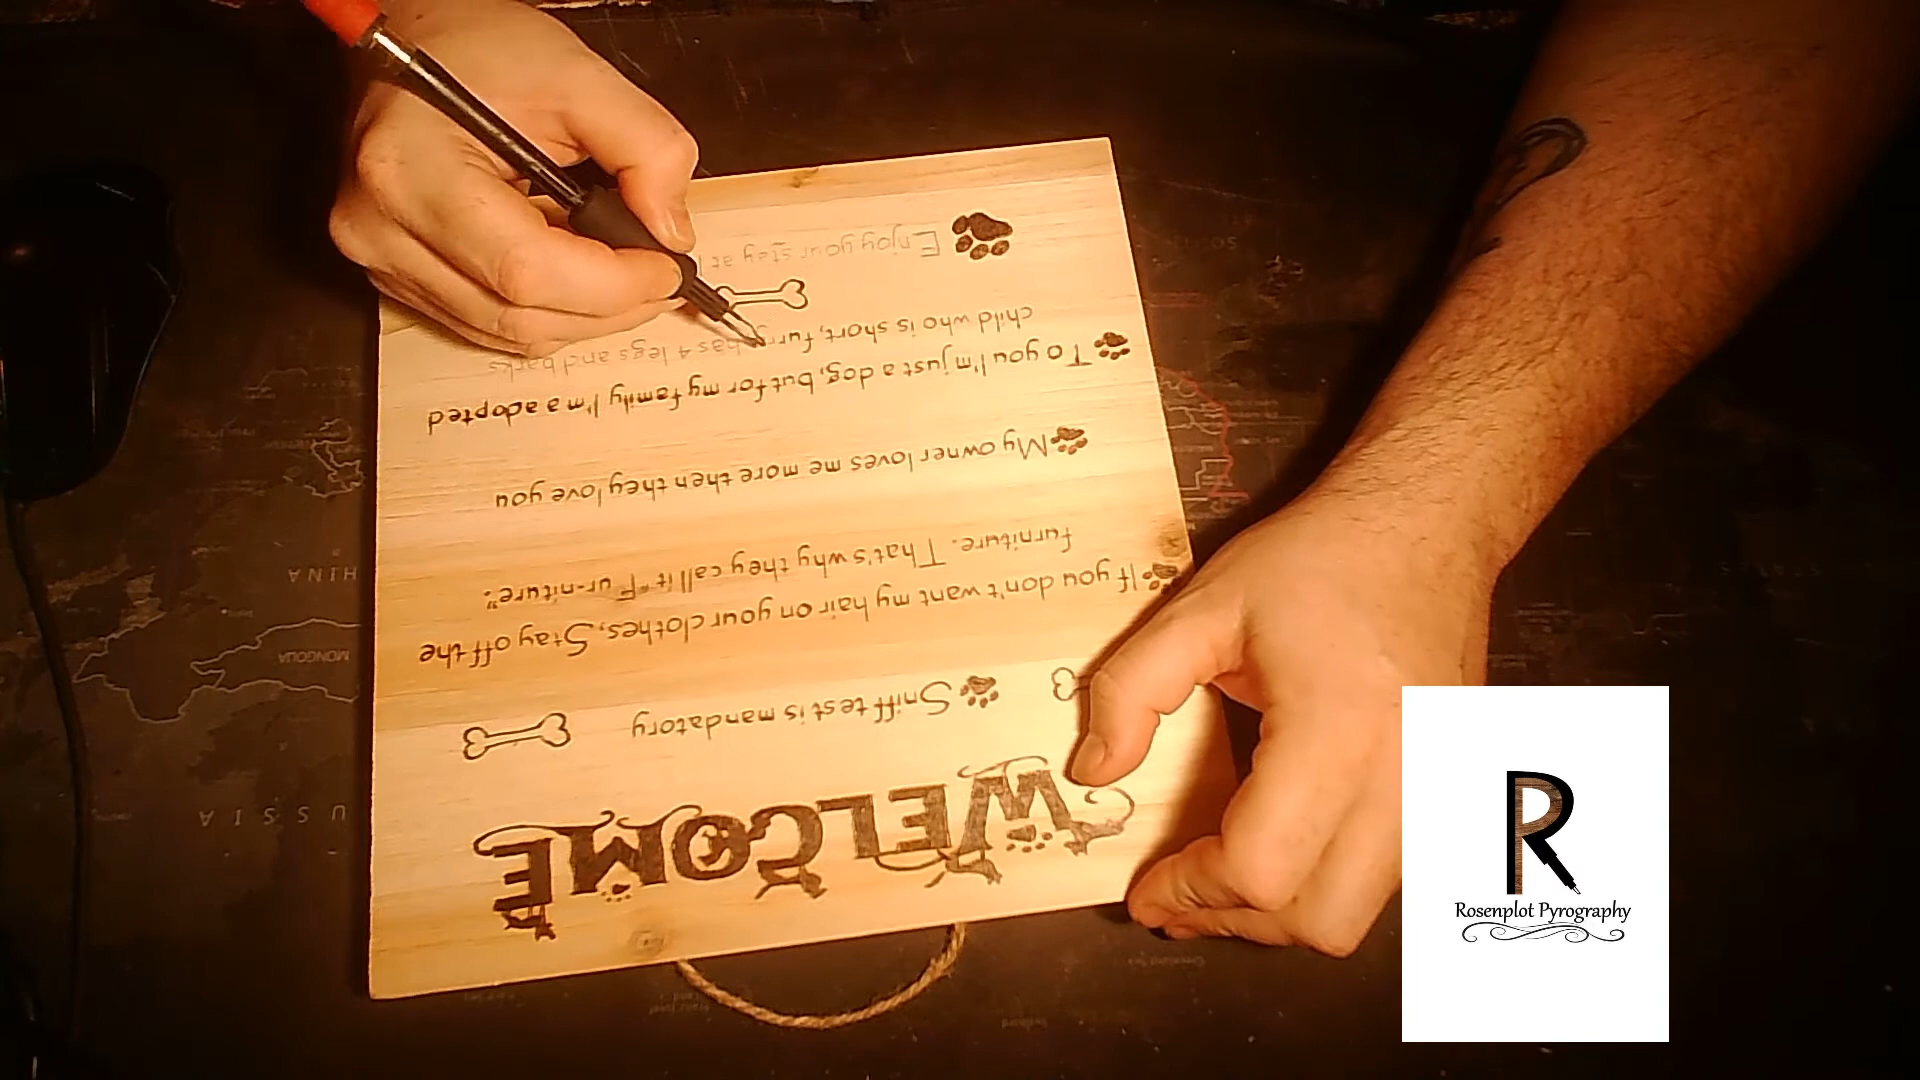 WELCOME
Sniff test is mandatory
If you don't want my hair on your clothes, Stay off the
furniture. That's why they call it "Fur-niture".
My owner loves me more then they love you
To you I'm just a dog, but for my family I'm a adopted
child who is short, furry, has 4 legs and barks
Enjoy your stay at
MONGOLIA
HINA
USSIA
R
Rosenplot Pyrography